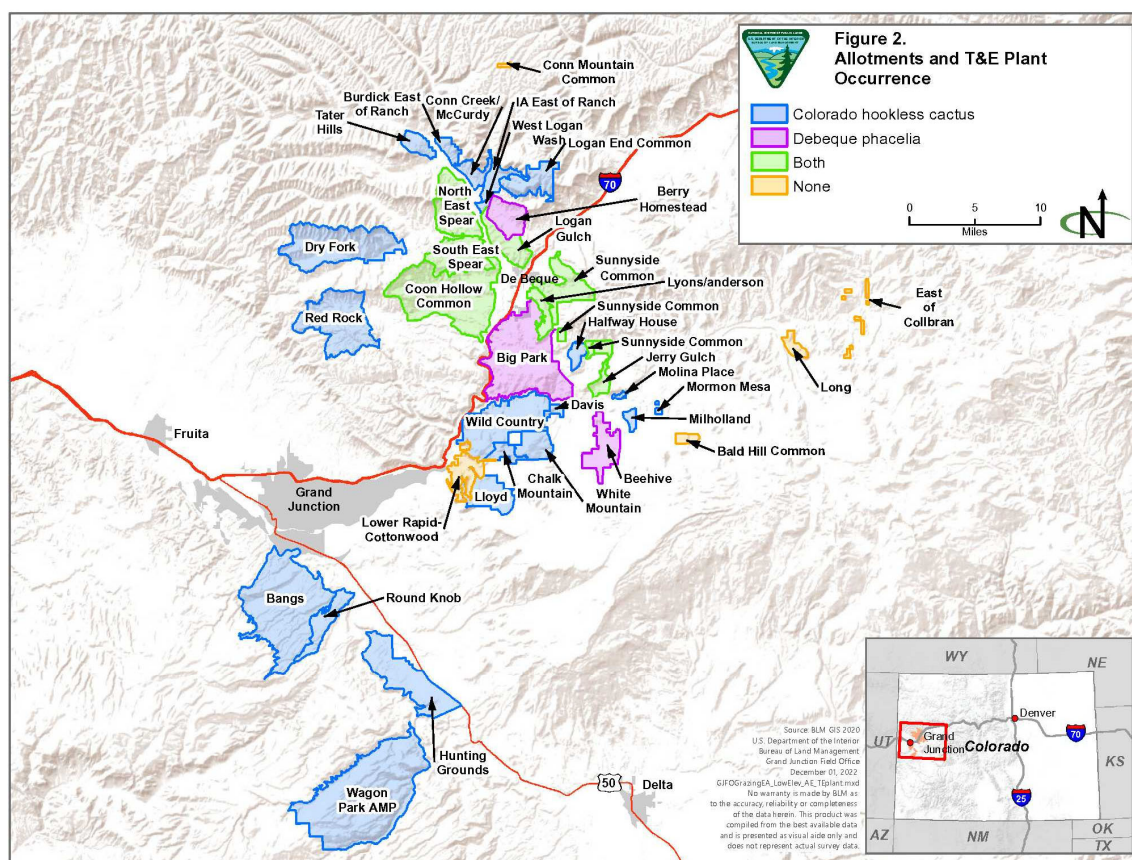 Figure 2.
Allotments and T&E Plant
Occurrence
Colorado hookless cactus
Debeque phacelia
Both
None
0 5 10
Miles
N
Conn Mountain
Common
Burdick East
of Ranch
Conn Creek/
McCurdy
IA East of Ranch
Tater
Hills
West Logan
Wash
Logan End Common
70
North
East
Spear
Berry
Homestead
Logan
Gulch
Dry Fork
South East
Spear
Sunnyside
Common
De Beque
Coon Hollow
Common
Lyons/anderson
East
of
Collbran
Sunnyside Common
Red Rock
Halfway House
Sunnyside Common
Big Park
Jerry Gulch
Long
Molina Place
Mormon Mesa
Davis
Wild Country
Milholland
Fruita
Bald Hill Common
Chalk
Mountain
Beehive
White
Mountain
Grand
Junction
Lloyd
Lower Rapid-
Cottonwood
Bangs
Round Knob
Hunting
Grounds
Wagon
Park AMP
50
Delta
Source: BLM GIS 2020
U.S. Department of the Interior
Bureau of Land Management
Grand Junction Field Office
December 01, 2022
GJFOGrazingEA_LowElev_AE_TEplant.mxd
No warranty is made by BLM as
to the accuracy, reliability or completeness
of the data herein. This product was
compiled from the best available data
and is presented as visual aide only and
does not represent actual survey data.
WY
NE
Denver
UT
Grand
Junction
Colorado
70
KS
25
AZ
NM
OK
TX